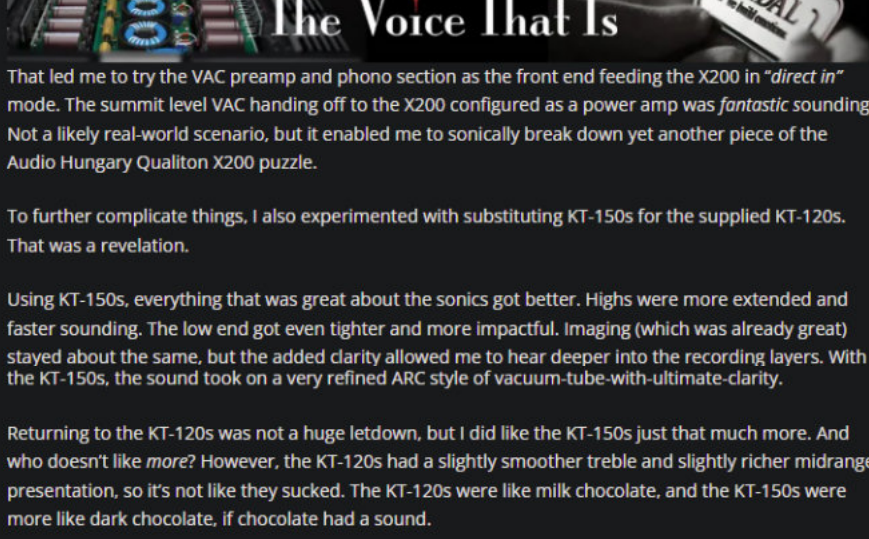 The Voice That Is
That led me to try the VAC preamp and phono section as the front end feeding the X200 in “direct in”
mode. The summit level VAC handing off to the X200 configured as a power amp was fantastic sounding
Not a likely real-world scenario, but it enabled me to sonically break down yet another piece of the
Audio Hungary Qualiton X200 puzzle.
To further complicate things, I also experimented with substituting KT-150s for the supplied KT-120s.
That was a revelation.
Using KT-150s, everything that was great about the sonics got better. Highs were more extended and
faster sounding. The low end got even tighter and more impactful. Imaging (which was already great)
stayed about the same, but the added clarity allowed me to hear deeper into the recording layers. With
the KT-150s, the sound took on a very refined ARC style of vacuum-tube-with-ultimate-clarity.
Returning to the KT-120s was not a huge letdown, but I did like the KT-150s just that much more. And
who doesn’t like more? However, the KT-120s had a slightly smoother treble and slightly richer midrange
presentation, so it’s not like they sucked. The KT-120s were like milk chocolate, and the KT-150s were
more like dark chocolate, if chocolate had a sound.